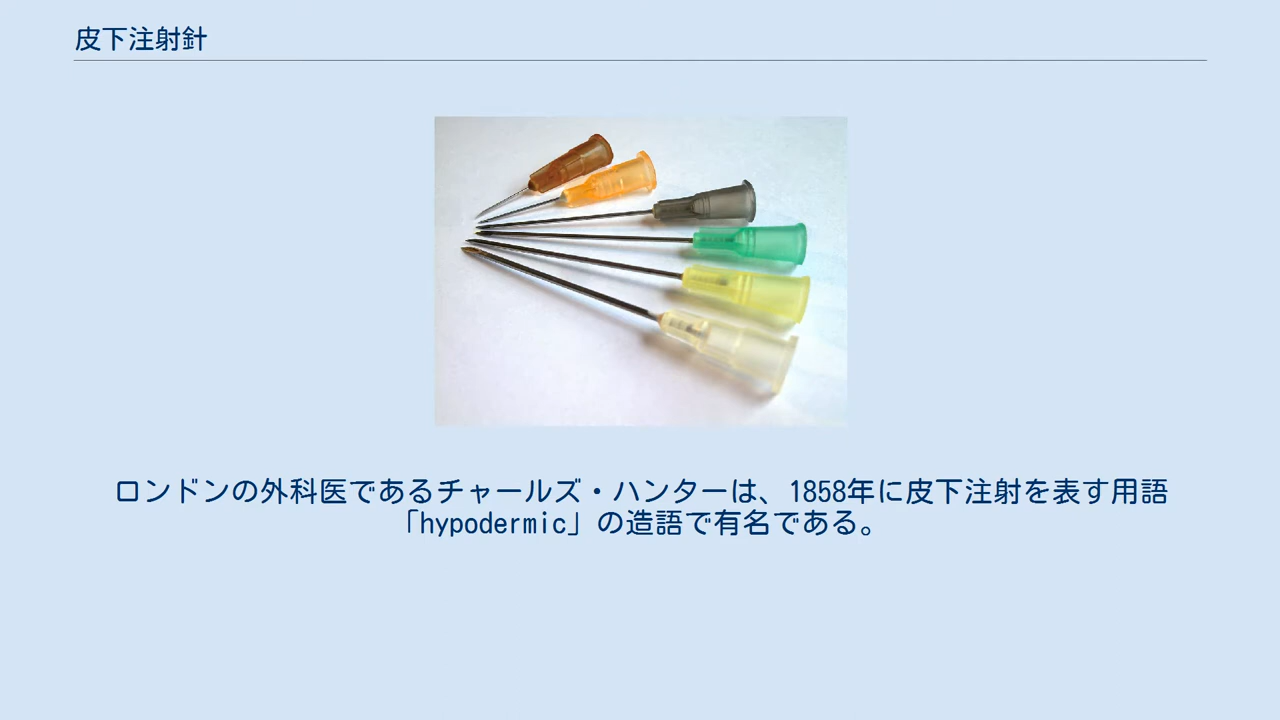 皮下注射針
ロンドンの外科医であるチャールズ・ハンターは、1858年に皮下注射を表す用語
「hypodermic」の造語で有名である。